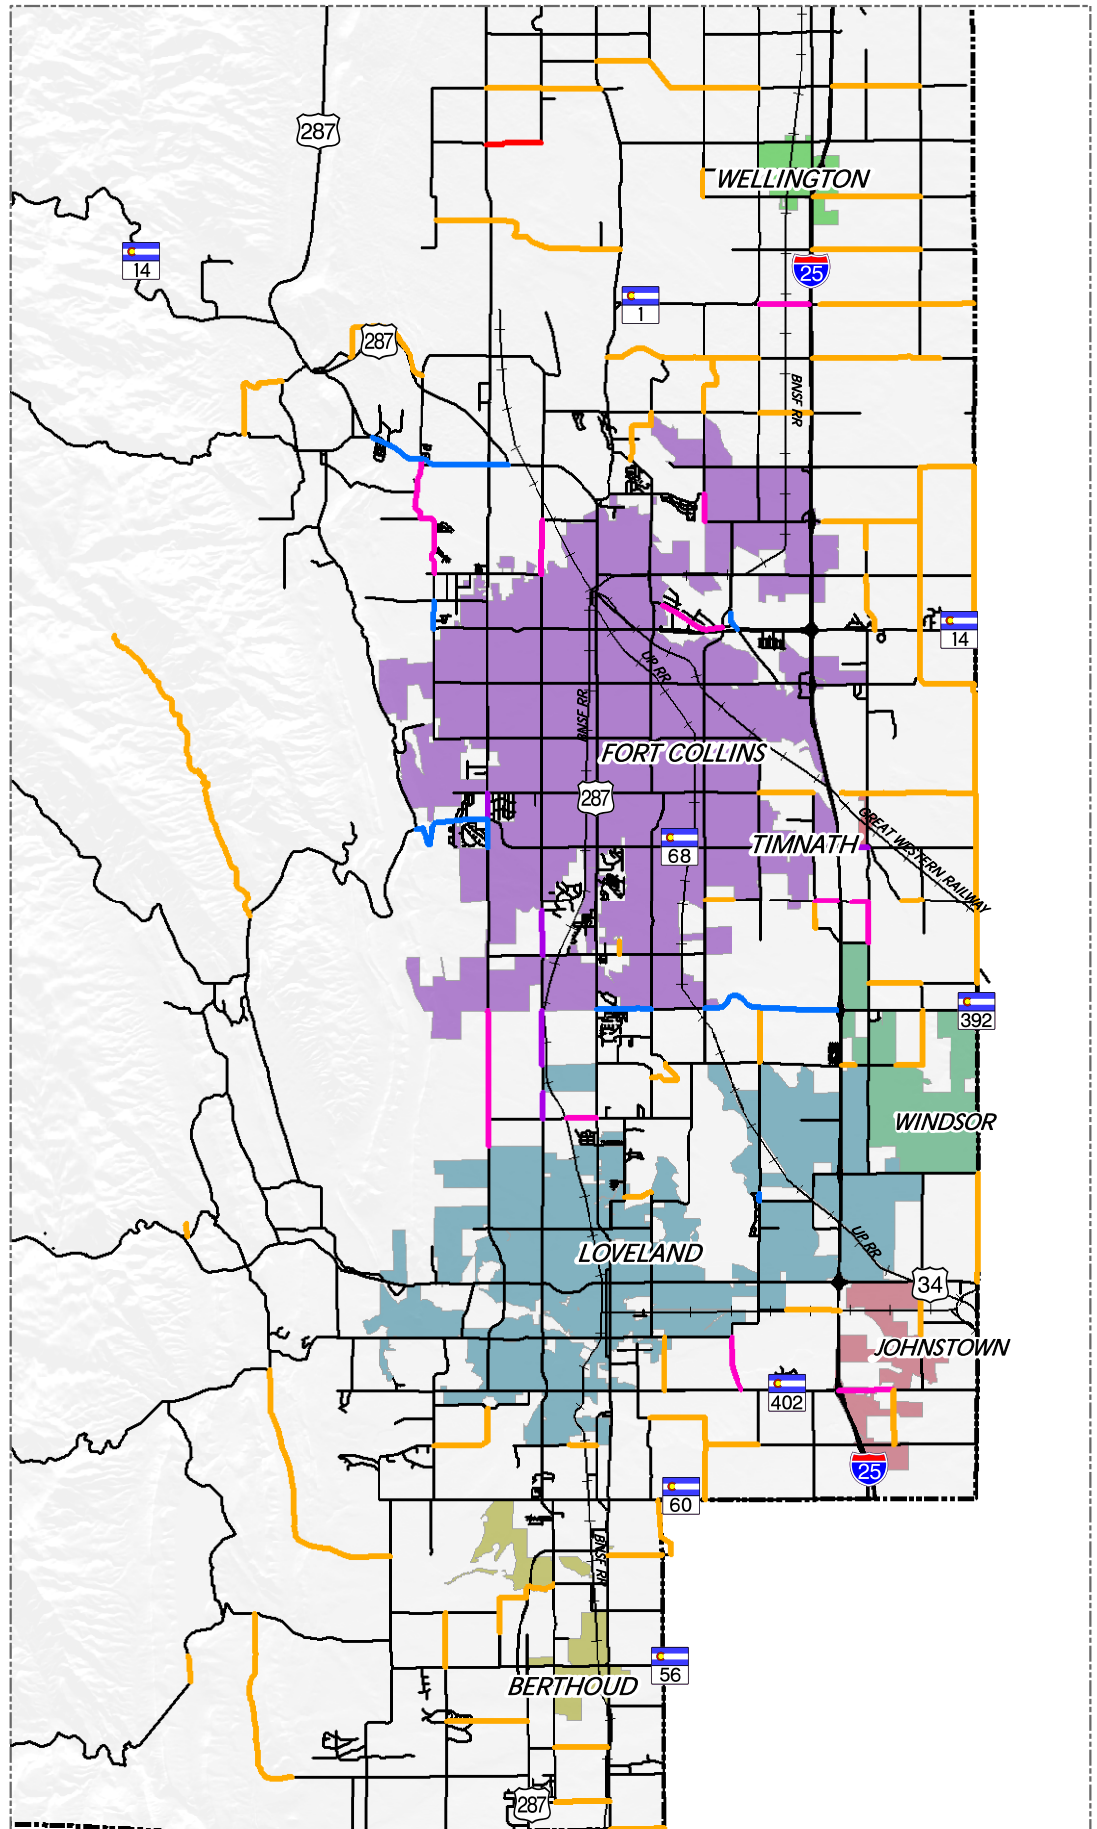 287
WELLINGTON
14
25
1
287
BNSF RR
14
UP RR
BNSF RR
FORT COLLINS
287
GREAT WESTERN RAILWAY
TIMNATH
68
392
WINDSOR
UP RR
LOVELAND
34
JOHNSTOWN
402
25
60
BNSF RR
56
BERTHOUD
287